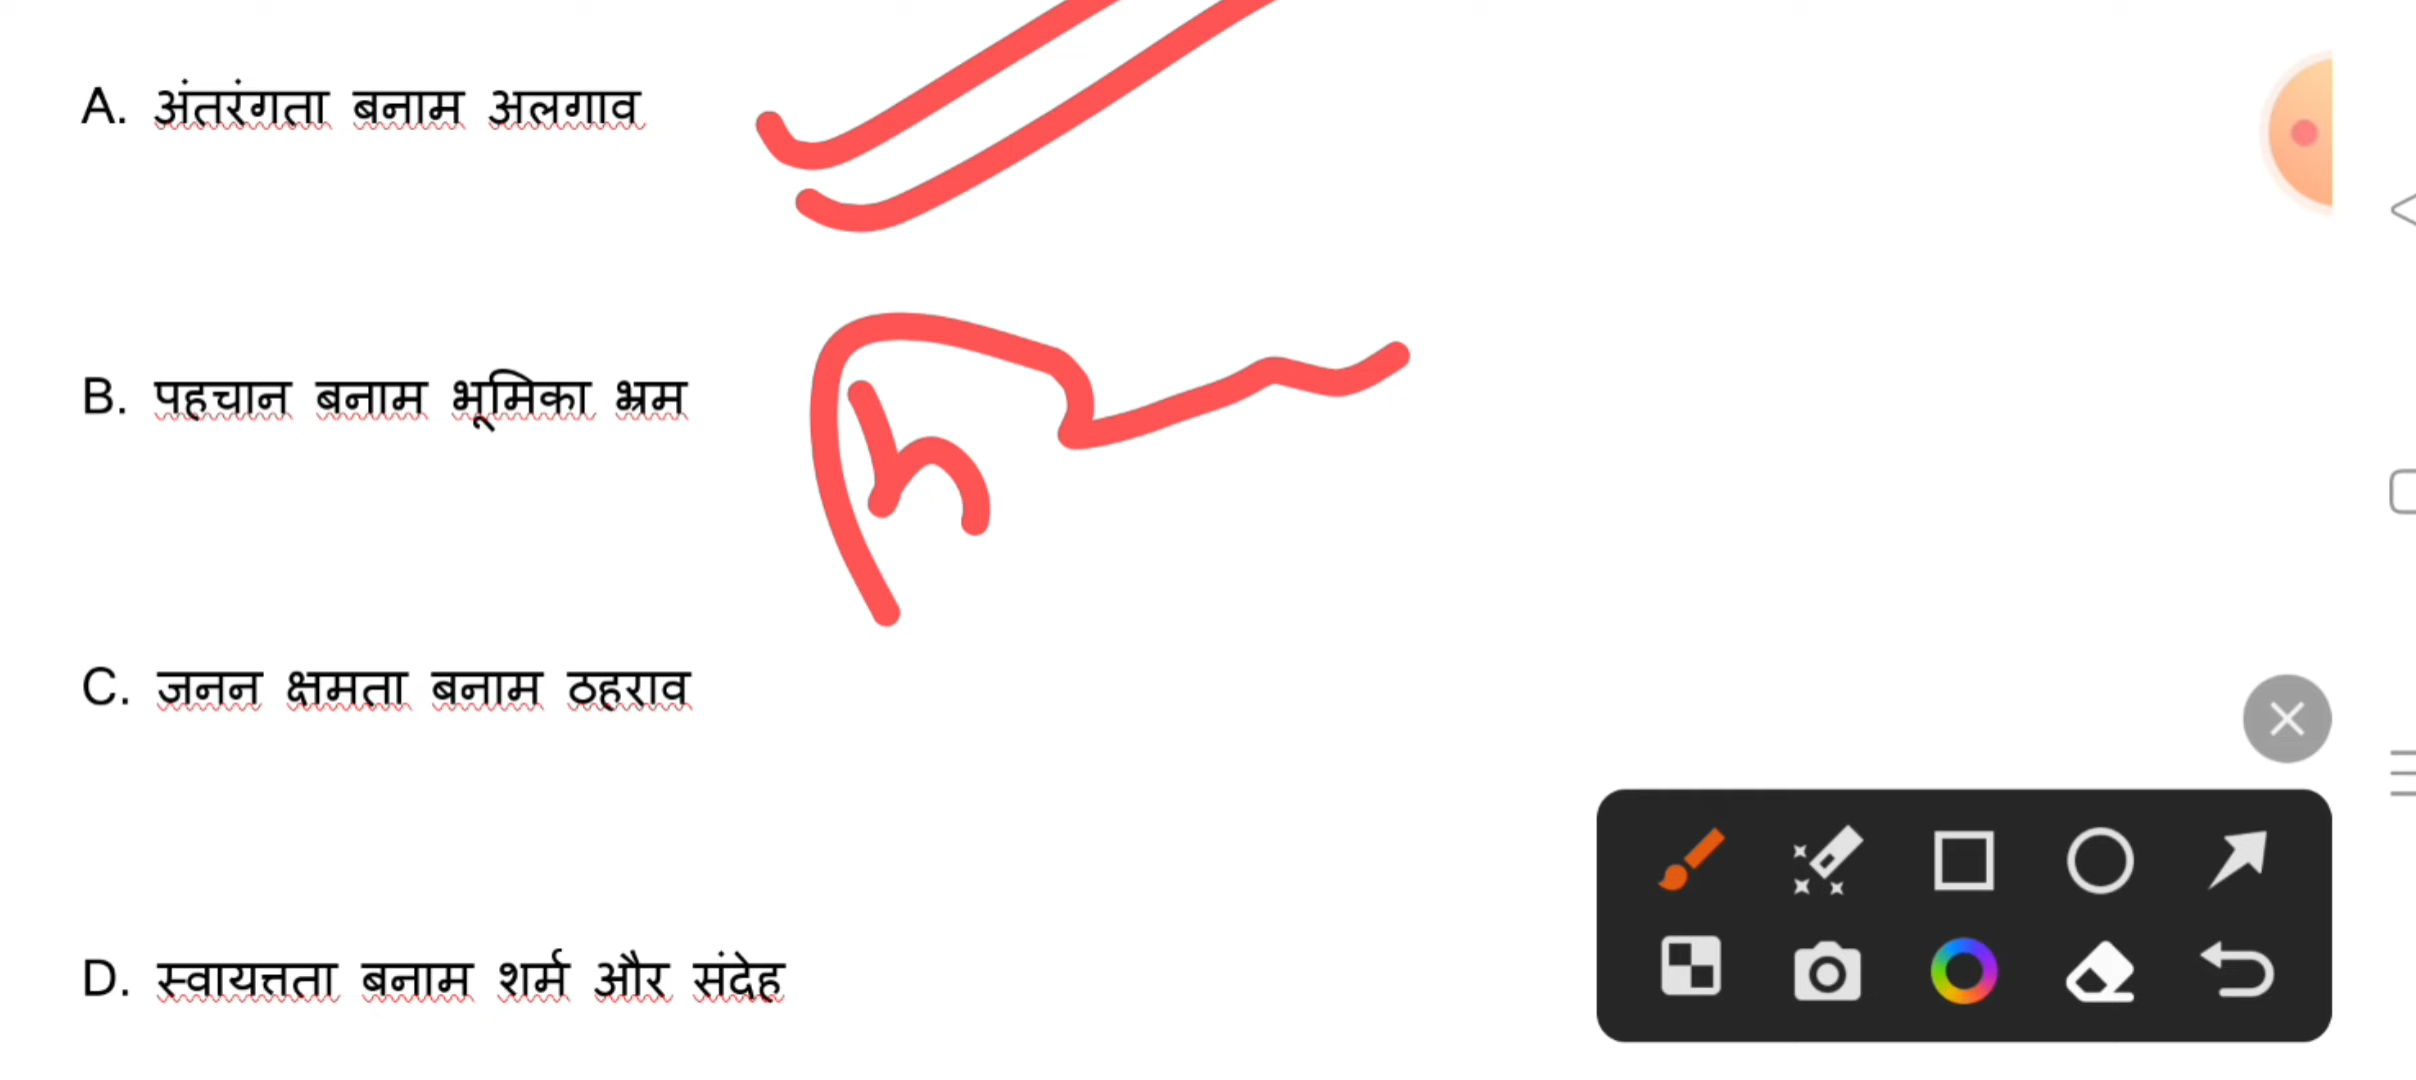 A. अंतरंगता बनाम अलगाव
B. पहचान बनाम भूमिका भ्रम
C. जनन क्षमता बनाम ठहराव
D. स्वायत्तता बनाम शर्म और संदेह